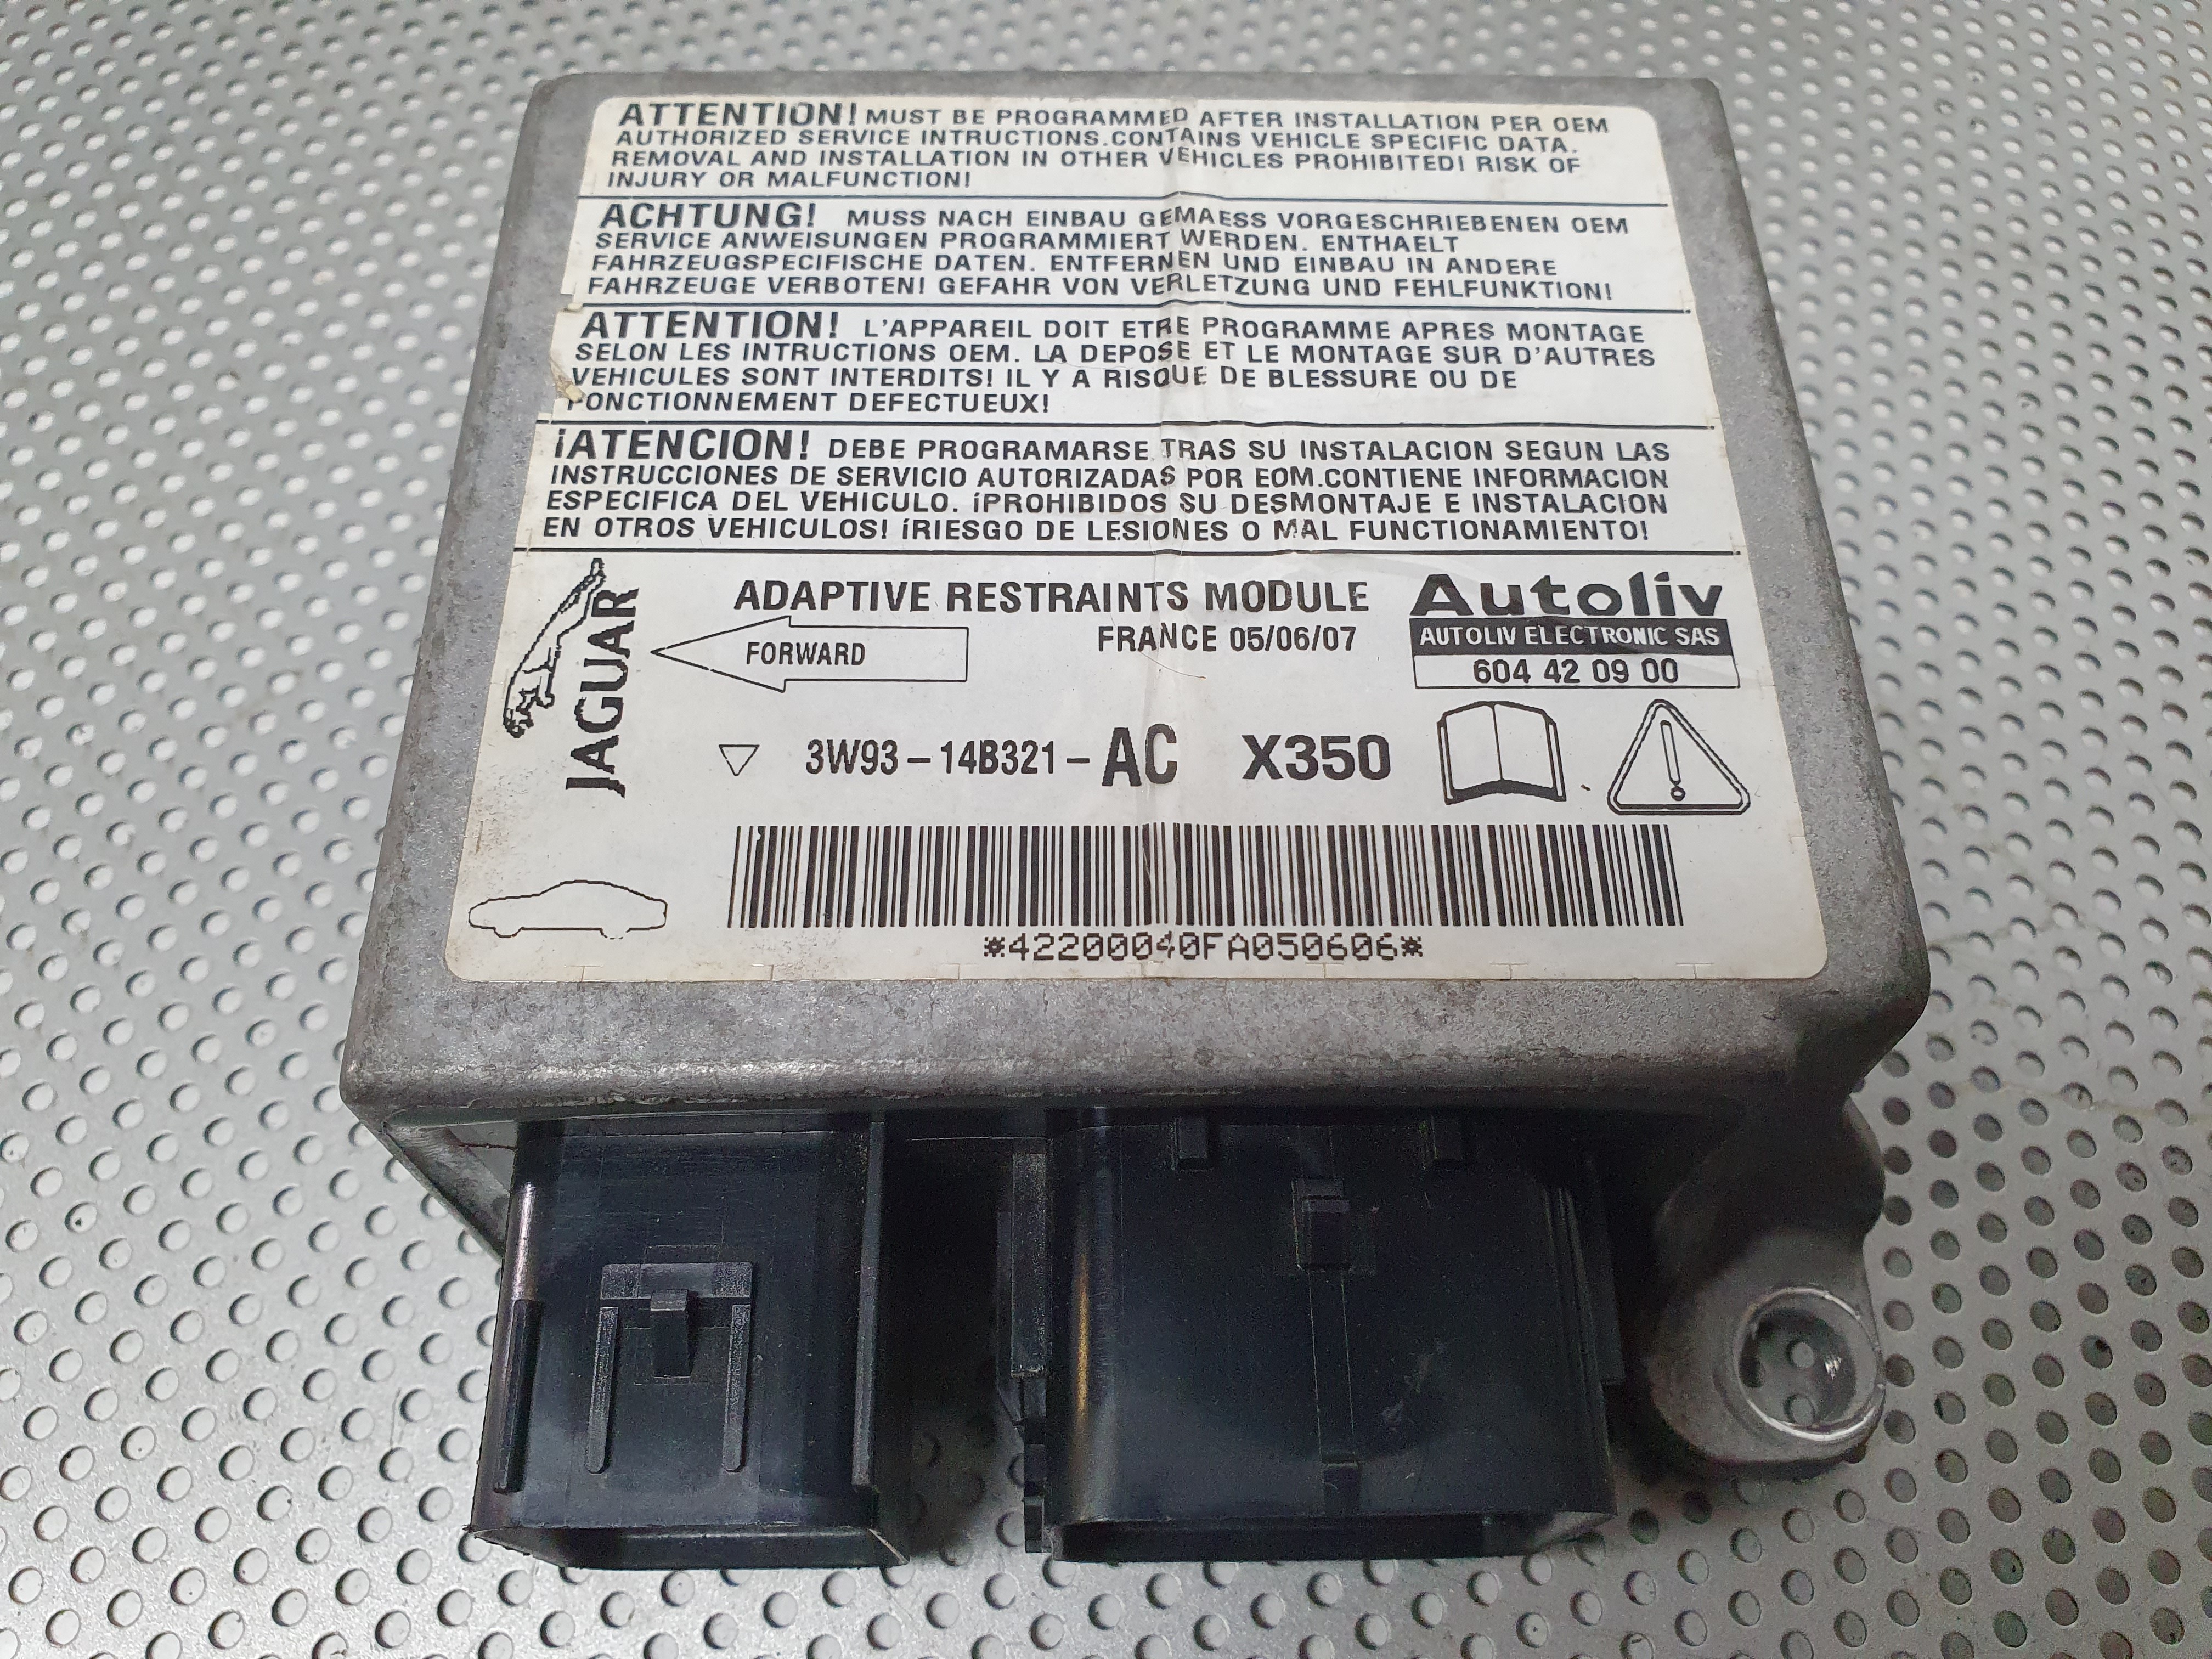 ATTENTION! MUST BE PROGRAMMED AFTER INSTALLATION PER OEM
AUTHORIZED SERVICE INTRUCTIONS.CONTAINS VEHICLE SPECIFIC DATA.
REMOVAL AND INSTALLATION IN OTHER VEHICLES PROHIBITED! RISK OF
INJURY OR MALFUNCTION!
ACHTUNG! MUSS NACH EINBAU GEMAESS VORGESCHRIEBENEN OEM
SERVICE ANWEISUNGEN PROGRAMMIERT WERDEN. ENTHAELT
FAHRZEUGSPECIFISCHE DATEN. ENTFERNEN UND EINBAU IN ANDERE
FAHRZEUGE VERBOTEN! GEFAHR VON VERLETZUNG UND FEHLFUNKTION!
ATTENTION! L'APPAREIL DOIT ETRE PROGRAMME APRES MONTAGE
SELON LES INTRUCTIONS OEM. LA DEPOSE ET LE MONTAGE SUR D'AUTRES
VEHICULES SONT INTERDITS! IL Y A RISQUE DE BLESSURE OU DE
FONCTIONNEMENT DEFECTUEUX!
¡ATENCION! DEBE PROGRAMARSE TRAS SU INSTALACION SEGUN LAS
INSTRUCCIONES DE SERVICIO AUTORIZADAS POR EOM.CONTIENE INFORMACION
ESPECIFICA DEL VEHICULO. íPROHIBIDOS SU DESMONTAJE E INSTALACION
EN OTROS VEHICULOS! íRIESGO DE LESIONES O MAL FUNCTIONAMIENTO!
JAGUAR
ADAPTIVE RESTRAINTS MODULE
FORWARD
FRANCE 05/06/07
Autoliv
AUTOLIV ELECTRONIC SAS
604 42 09 00
3W93-14B321-AC X350
*42200040FA050606*